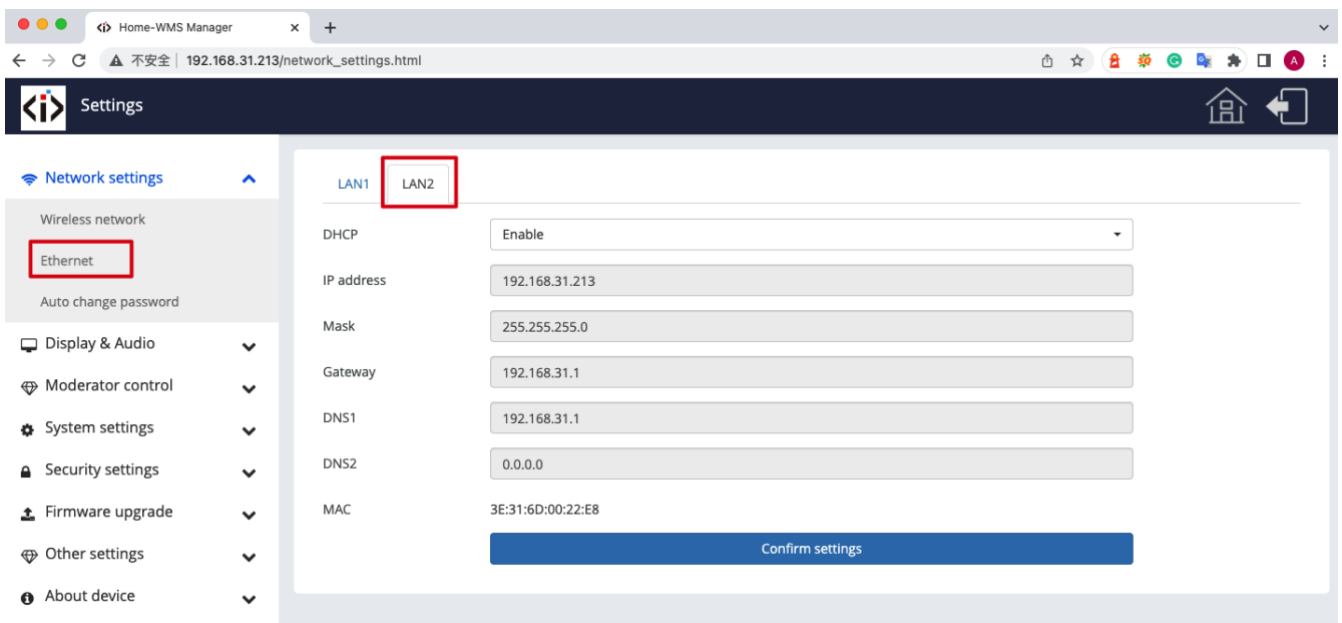 Home-WMS Manager
不安全 192.168.31.213/network_settings.html
A
Settings
Network settings
Wireless network
Ethernet
Auto change password
Display & Audio
Moderator control
System settings
Security settings
Firmware upgrade
Other settings
About device
LAN1 LAN2
DHCP Enable
IP address 192.168.31.213
Mask 255.255.255.0
Gateway 192.168.31.1
DNS1 192.168.31.1
DNS2 0.0.0.0
MAC 3E:31:6D:00:22:E8
Confirm settings